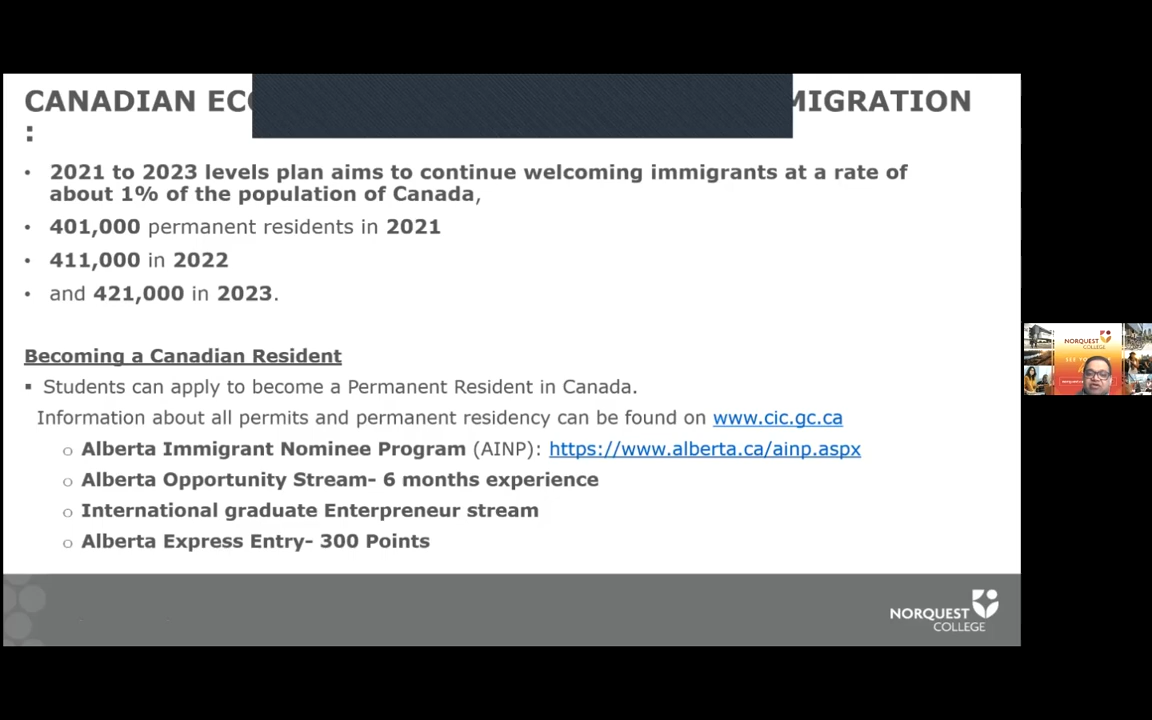 CANADIAN MIGRATION
:
• 2021 to 2023 levels plan aims to continue welcoming immigrants at a rate of
about 1% of the population of Canada,
• 401,000 permanent residents in 2021
• 411,000 in 2022
• and 421,000 in 2023.
Becoming a Canadian Resident
▪ Students can apply to become a Permanent Resident in Canada.
Information about all permits and permanent residency can be found on www.cic.gc.ca
o Alberta Immigrant Nominee Program (AINP): https://www.alberta.ca/ainp.aspx
o Alberta Opportunity Stream- 6 months experience
o International graduate Enterpreneur stream
o Alberta Express Entry- 300 Points
NORQUEST
COLLEGE
NORQUEST
COLLEGE